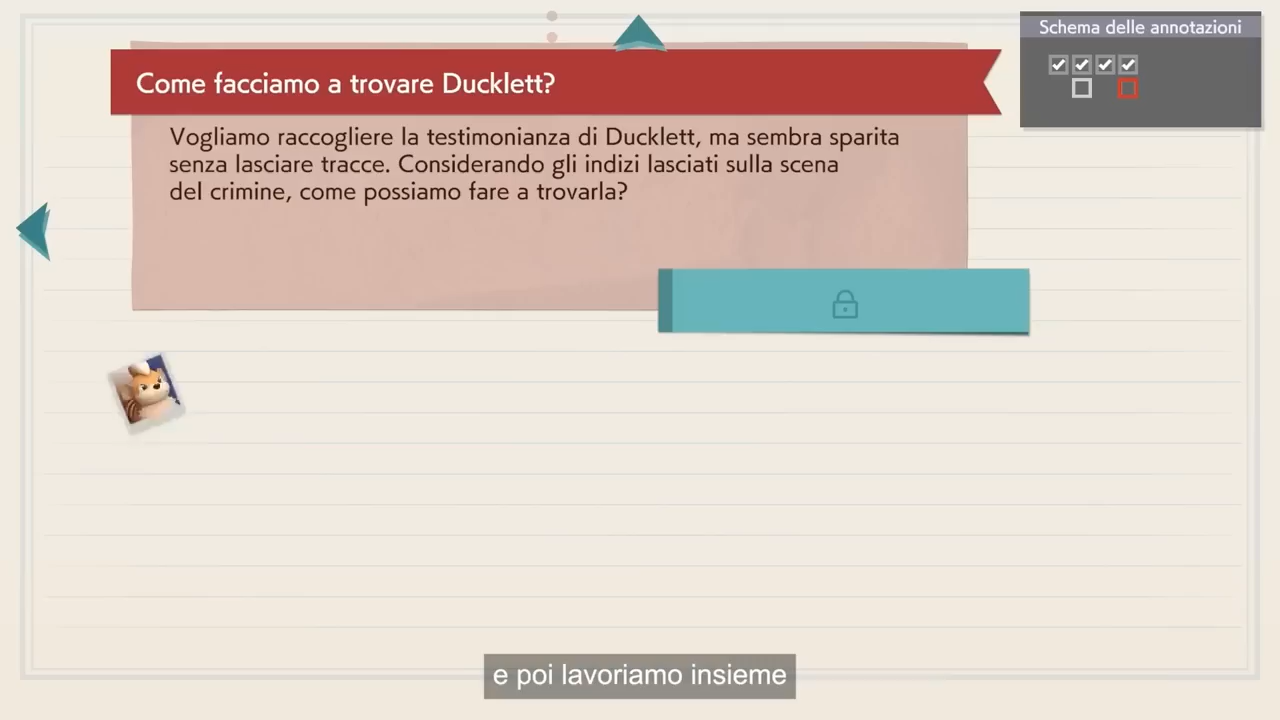 Schema delle annotazioni
Come facciamo a trovare Ducklett?
Vogliamo raccogliere la testimonianza di Ducklett, ma sembra sparita
senza lasciare tracce. Considerando gli indizi lasciati sulla scena
del crimine, come possiamo fare a trovarla?
e poi lavoriamo insieme